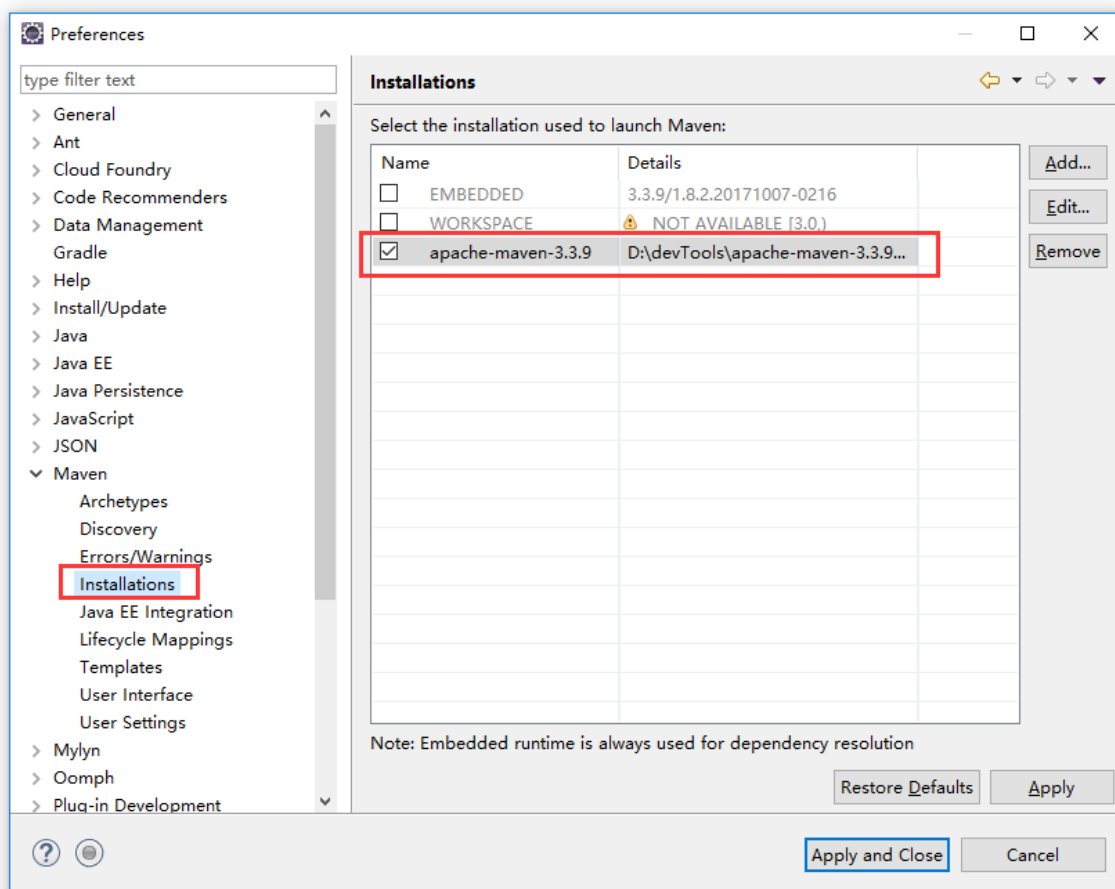 Preferences
type filter text
General
Ant
Cloud Foundry
Code Recommenders
Data Management
Gradle
Help
Install/Update
Java
Java EE
Java Persistence
JavaScript
JSON
Maven
Archetypes
Discovery
Errors/Warnings
Installations
Java EE Integration
Lifecycle Mappings
Templates
User Interface
User Settings
Mylyn
Oomph
Plug-in Development
Installations
Select the installation used to launch Maven:
Name Details
EMBEDDED 3.3.9/1.8.2.20171007-0216
WORKSPACE NOT AVAILABLE [3.0,)
apache-maven-3.3.9 D:\devTools\apache-maven-3.3.9...
Add...
Edit...
Remove
Note: Embedded runtime is always used for dependency resolution
Restore Defaults Apply
Apply and Close Cancel